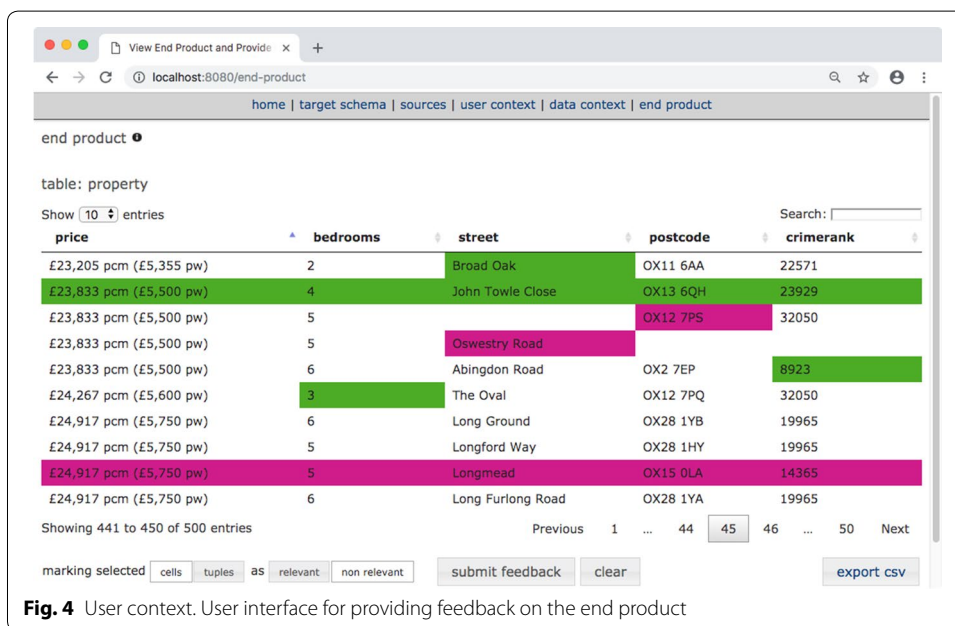 View End Product and Provide × +
localhost:8080/end-product
home | target schema | sources | user context | data context | end product
end product
table: property
Show 10 entries Search:
price bedrooms street postcode crimerank
£23,205 pcm (£5,355 pw) 2 Broad Oak OX11 6AA 22571
£23,833 pcm (£5,500 pw) 4 John Towle Close OX13 6QH 23929
£23,833 pcm (£5,500 pw) 5 OX12 7PS 32050
£23,833 pcm (£5,500 pw) 5 Oswestry Road
£23,833 pcm (£5,500 pw) 6 Abingdon Road OX2 7EP 8923
£24,267 pcm (£5,600 pw) 3 The Oval OX12 7PQ 32050
£24,917 pcm (£5,750 pw) 6 Long Ground OX28 1YB 19965
£24,917 pcm (£5,750 pw) 5 Longford Way OX28 1HY 19965
£24,917 pcm (£5,750 pw) 5 Longmead OX15 0LA 14365
£24,917 pcm (£5,750 pw) 6 Long Furlong Road OX28 1YA 19965
Showing 441 to 450 of 500 entries Previous 1 ... 44 45 46 ... 50 Next
marking selected cells tuples as relevant non relevant submit feedback clear export csv
Fig. 4 User context. User interface for providing feedback on the end product